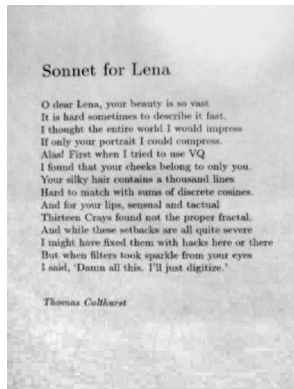 Sonnet for Lena
O dear Lena, your beauty is so vast
It is hard sometimes to describe it fast.
I thought the entire world I would impress
If only your portrait I could compress.
Alas! First when I tried to use VQ
I found that your cheeks belong to only you.
Your silky hair contains a thousand lines
Hard to match with sums of discrete cosines.
And for your lips, sensual and tactual
Thirteen Crays found not the proper fractal.
And while these setbacks are all quite severe
I might have fixed them with hacks here or there
But when filters took sparkle from your eyes
I said, 'Damn all this. I'll just digitize.'
Thomas Colthurst